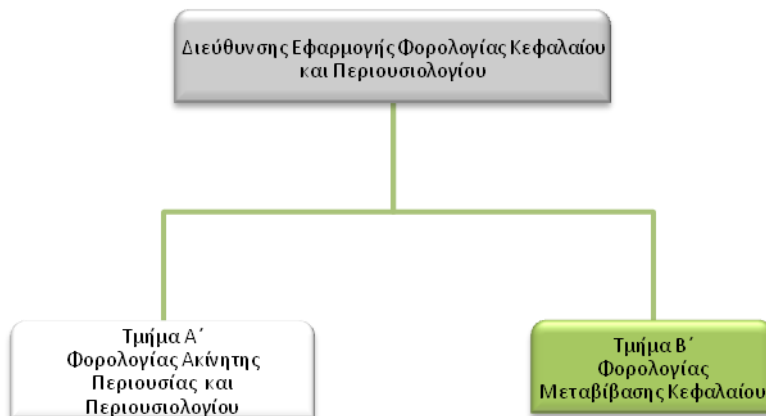 Διεύθυνσης Εφαρμογής Φορολογίας Κεφαλαίου
και Περιουσιολογίου
Τμήμα Α΄
Φορολογίας Ακίνητης
Περιουσίας και
Περιουσιολογίου
Τμήμα Β΄
Φορολογίας
Μεταβίβασης Κεφαλαίου